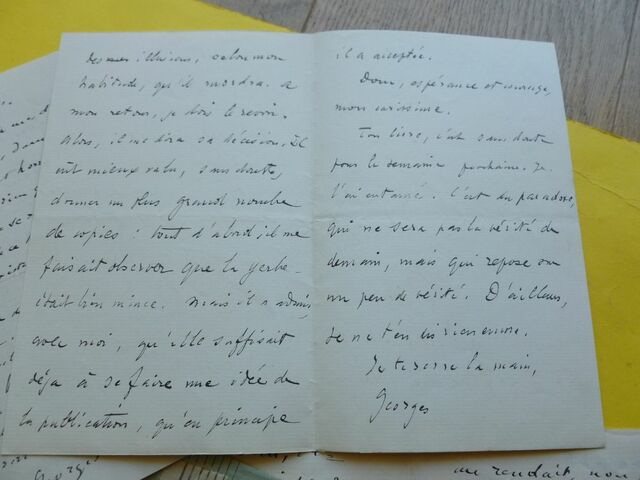 illusions, selon mon
habitude, qu'il mordra. A
mon retour, je dois le revoir.
Alors, il me dira sa décision. Il
eût mieux valu, sans doute,
donner un plus grand nombre
de copies : tout d'abord, il me
faisait observer que la gerbe
était bien mince. Mais il a admis,
avec moi, qu'elle suffisait
déjà à se faire une idée de
la publication, qu'en principe
il a acceptée.
Donc, espérance et courage,
mon carissime.
Ton livre, c'est sans doute
pour la semaine prochaine. Je
l'ai entamé. C'est un paradoxe,
qui ne sera pas la vérité de
demain, mais qui repose sur
un peu de vérité. D'ailleurs,
je ne t'en dis rien encore.
Je te serre la main,
Georges
rendait, non